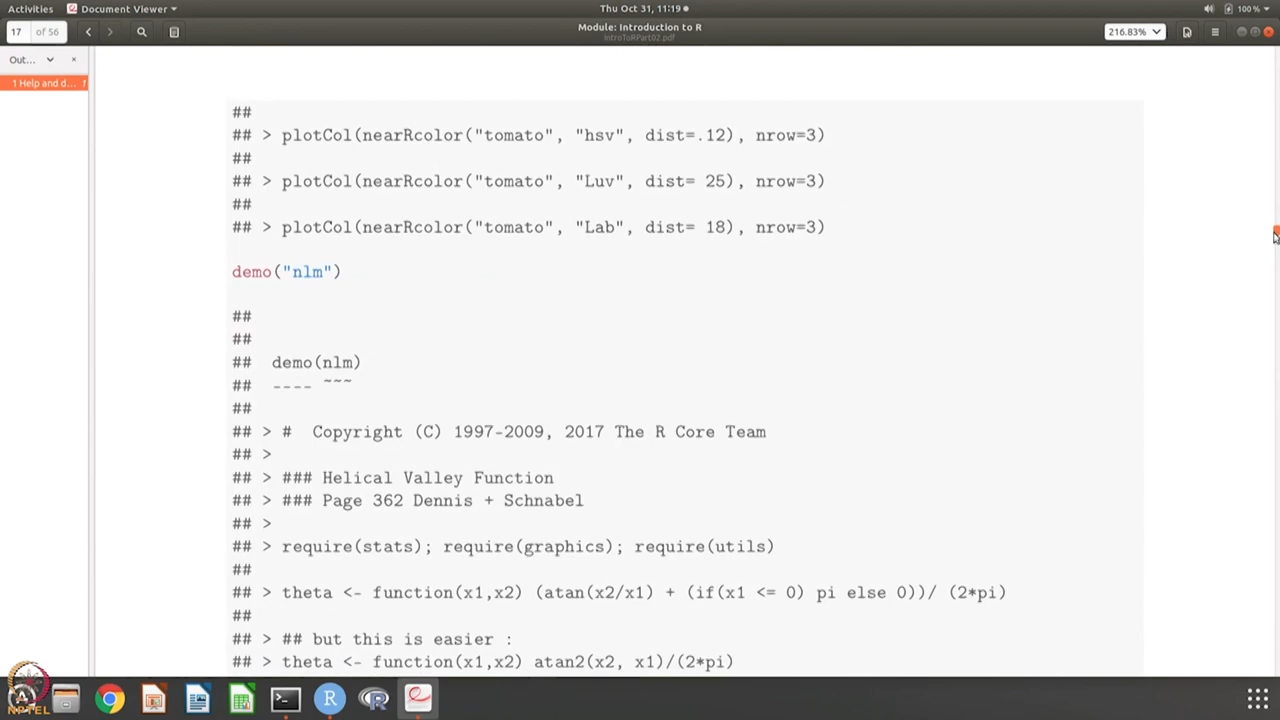 Activities Document Viewer Thu Oct 31, 11:19 100 %
17 of 56 Module: Introduction to R 216.83%
IntroToRPart02.pdf
Out...
1 Help and d... 1
##
## > plotCol(nearRcolor("tomato", "hsv", dist=.12), nrow=3)
##
## > plotCol(nearRcolor("tomato", "Luv", dist= 25), nrow=3)
##
## > plotCol(nearRcolor("tomato", "Lab", dist= 18), nrow=3)
demo("nlm")
##
##
##  demo(nlm)
##  ---- ~~~
##
## > #  Copyright (C) 1997-2009, 2017 The R Core Team
## >
## > ### Helical Valley Function
## > ### Page 362 Dennis + Schnabel
## >
## > require(stats); require(graphics); require(utils)
##
## > theta <- function(x1,x2) (atan(x2/x1) + (if(x1 <= 0) pi else 0))/ (2*pi)
##
## > ## but this is easier :
## > theta <- function(x1,x2) atan2(x2, x1)/(2*pi)
NPTEL